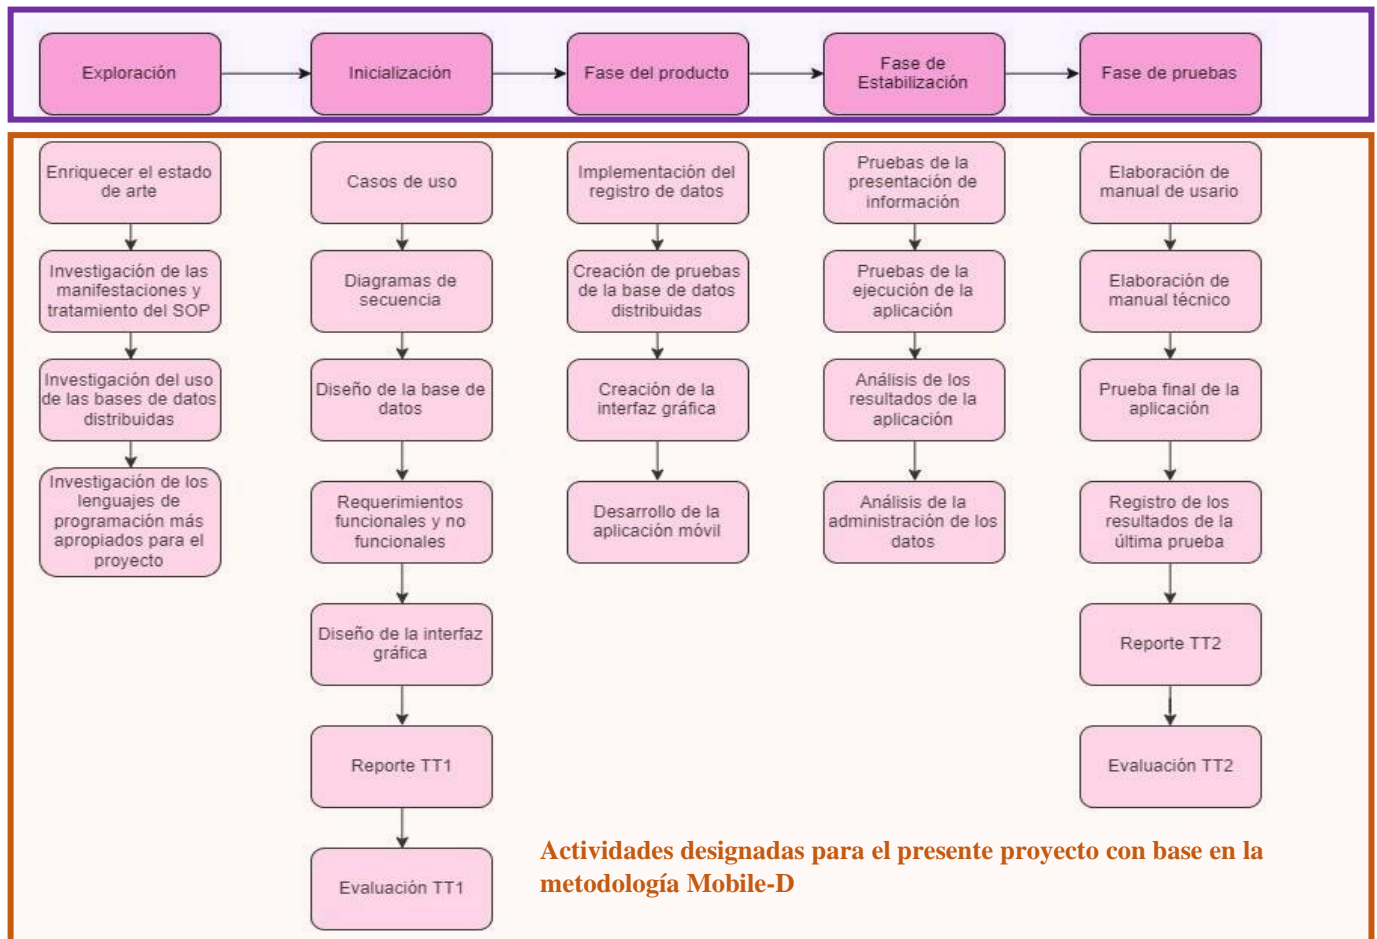 Exploración
Inicialización
Fase del producto
Fase de
Estabilización
Fase de pruebas
Enriquecer el estado
de arte
Investigación de las
manifestaciones y
tratamiento del SOP
Investigación del uso
de las bases de datos
distribuidas
Investigación de los
lenguajes de
programación más
apropiados para el
proyecto
Casos de uso
Diagramas de
secuencia
Diseño de la base de
datos
Requerimientos
funcionales y no
funcionales
Diseño de la interfaz
gráfica
Reporte TT1
Evaluación TT1
Implementación del
registro de datos
Creación de pruebas
de la base de datos
distribuidas
Creación de la
interfaz gráfica
Desarrollo de la
aplicación móvil
Pruebas de la
presentación de
información
Pruebas de la
ejecución de la
aplicación
Análisis de los
resultados de la
aplicación
Análisis de la
administración de los
datos
Elaboración de
manual de usario
Elaboración de
manual técnico
Prueba final de la
aplicación
Registro de los
resultados de la
última prueba
Reporte TT2
Evaluación TT2
Actividades designadas para el presente proyecto con base en la
metodología Mobile-D